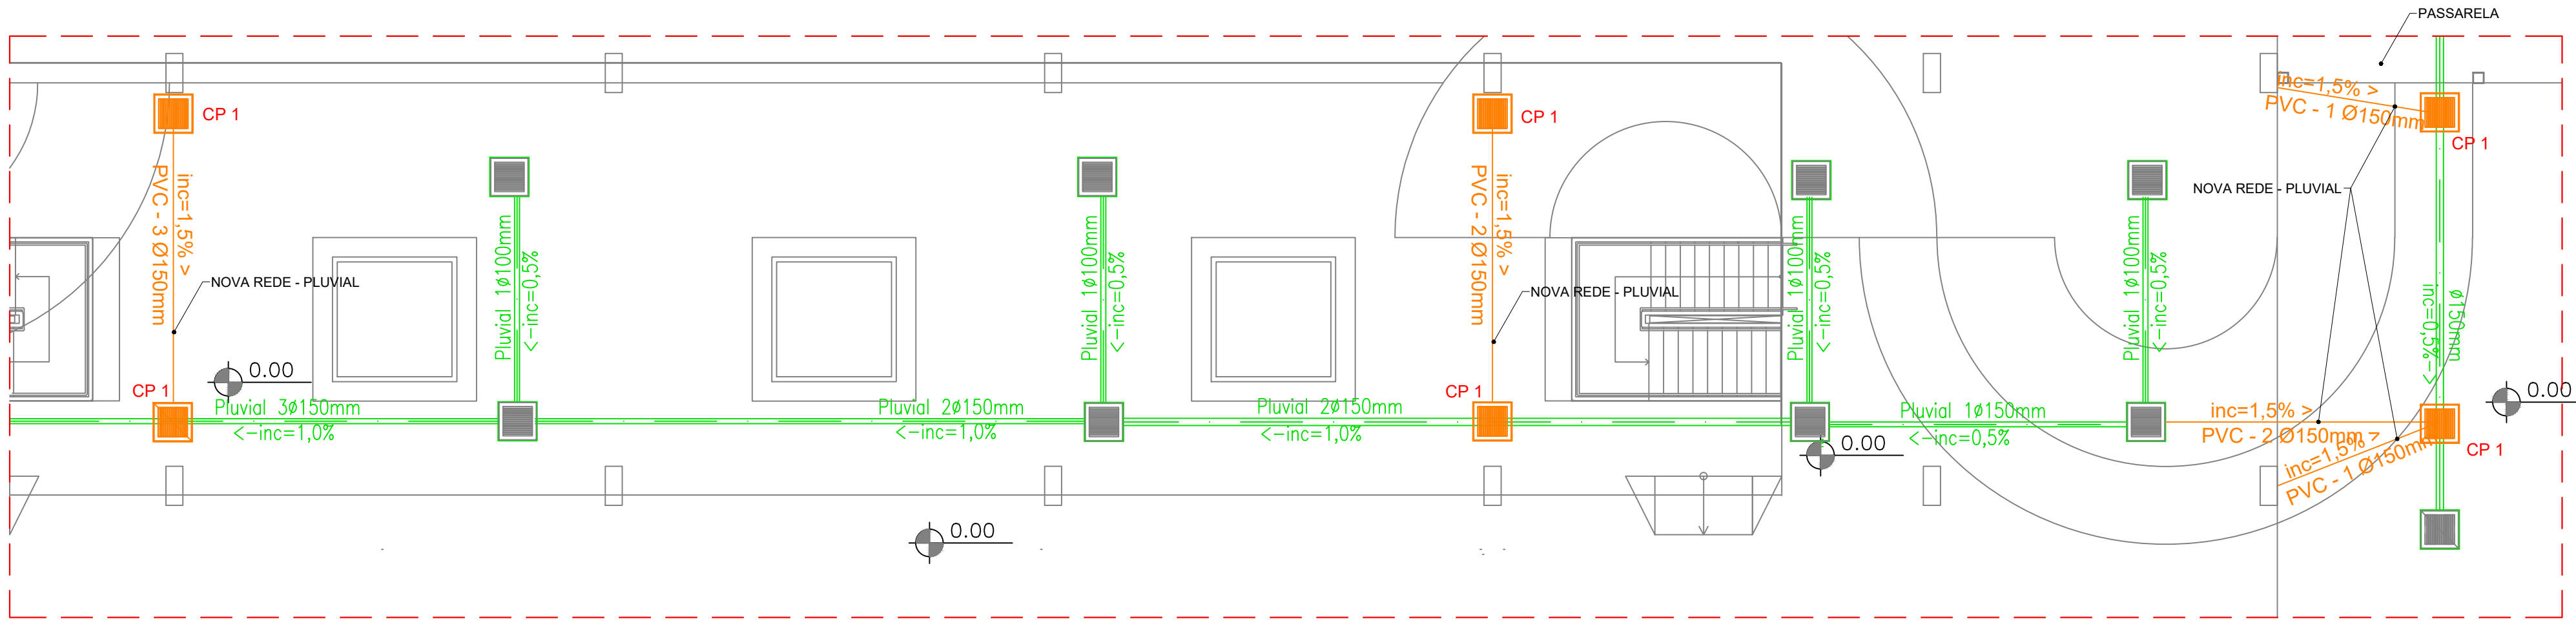 PASSARELA
inc=1,5% >
PVC - 1 Ø150mm
CP 1
CP 1
CP 1
inc=1,5% >
PVC - 3 Ø150mm
inc=1,5% >
PVC - 2 Ø150mm
NOVA REDE - PLUVIAL
Pluvial 1ø100mm
<-inc=0,5%
Pluvial 1ø100mm
<-inc=0,5%
Pluvial 1ø100mm
<-inc=0,5%
Pluvial 1ø100mm
<-inc=0,5%
ø150mm
inc=0,5%->
NOVA REDE - PLUVIAL
NOVA REDE - PLUVIAL
0.00
CP 1
CP 1
0.00
Pluvial 3ø150mm
<-inc=1,0%
Pluvial 2ø150mm
<-inc=1,0%
Pluvial 2ø150mm
<-inc=1,0%
Pluvial 1ø150mm
<-inc=0,5%
0.00
inc=1,5% >
PVC - 2 Ø150mm
inc=1,5% >
PVC - 1 Ø150mm
CP 1
0.00